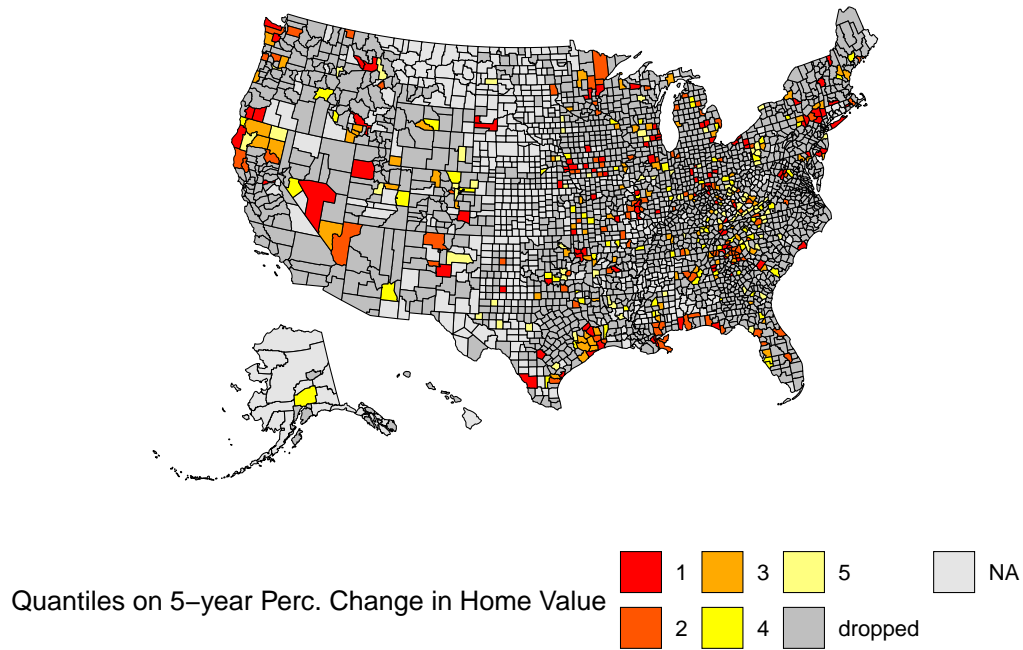 Quantiles on 5−year Perc. Change in Home Value
1 3 5 NA
2 4 dropped